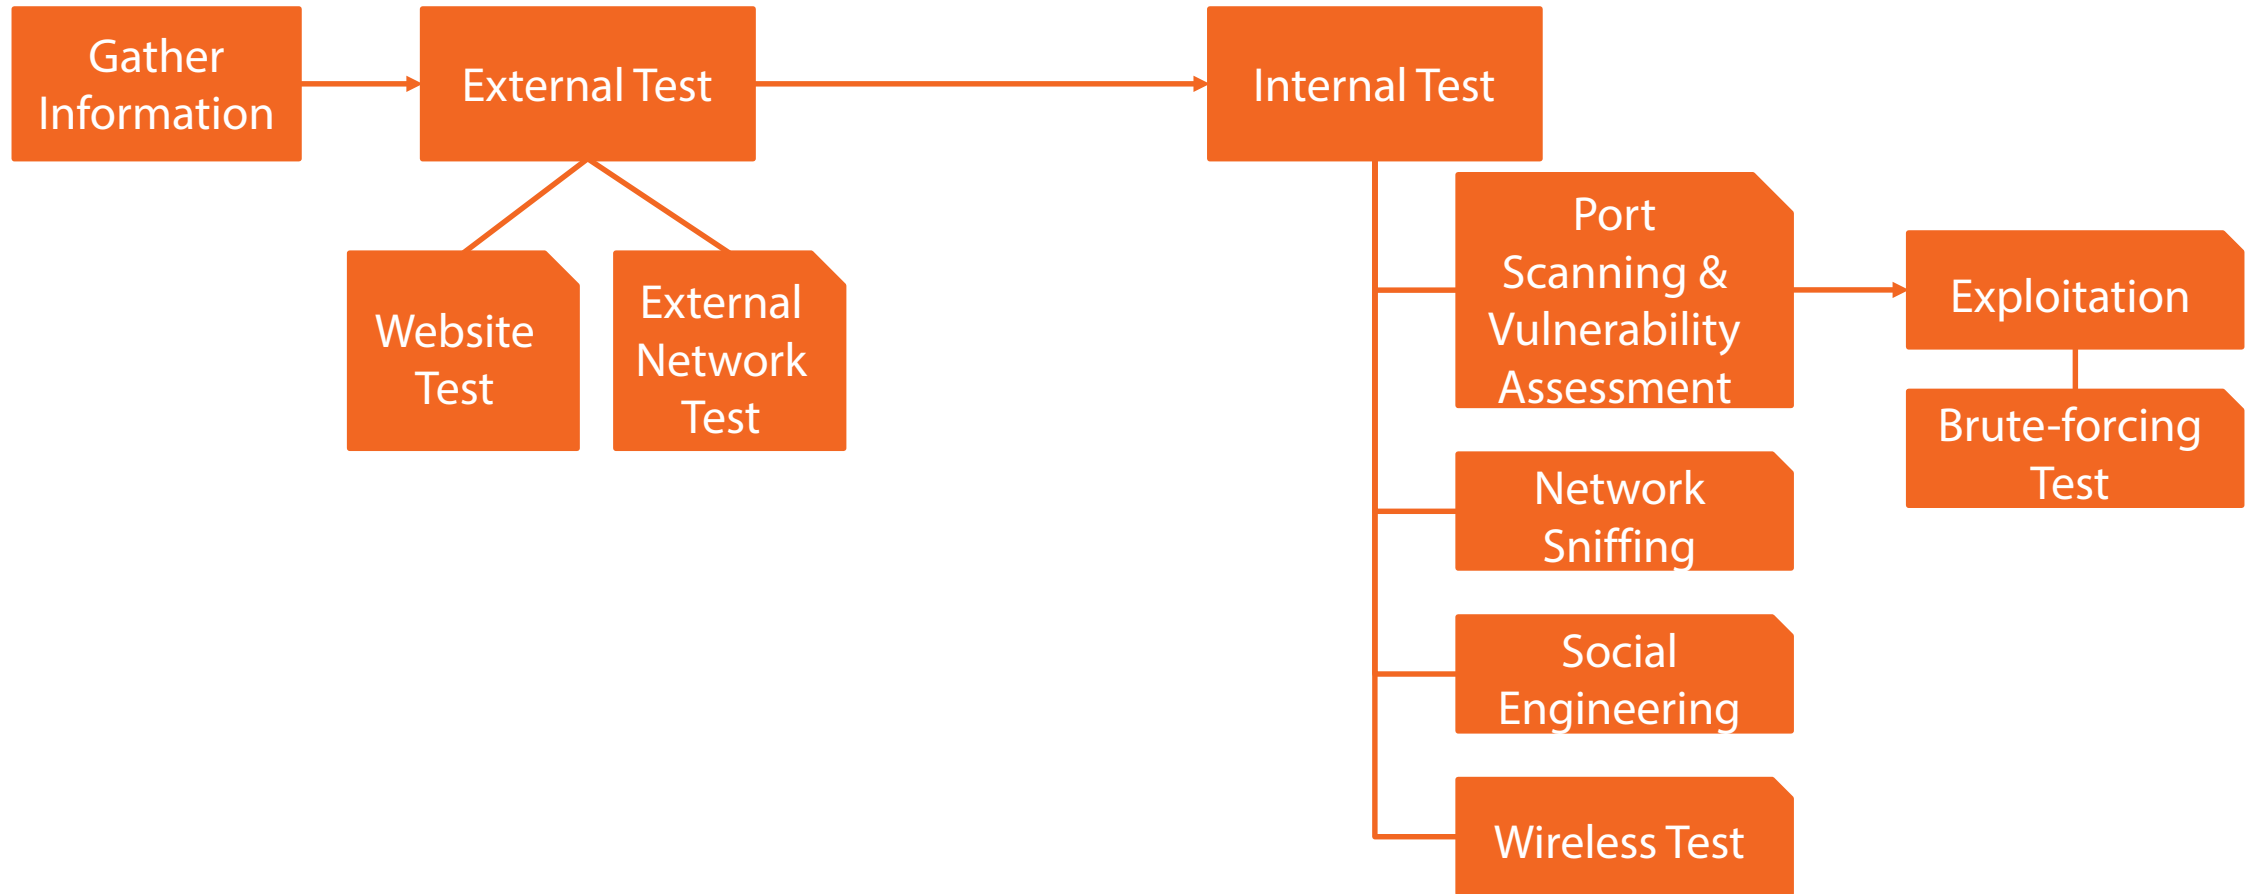 Gather
Information
External Test
Internal Test
Website
Test
External
Network
Test
Port
Scanning &
Vulnerability
Assessment
Exploitation
Brute-forcing
Test
Network
Sniffing
Social
Engineering
Wireless Test